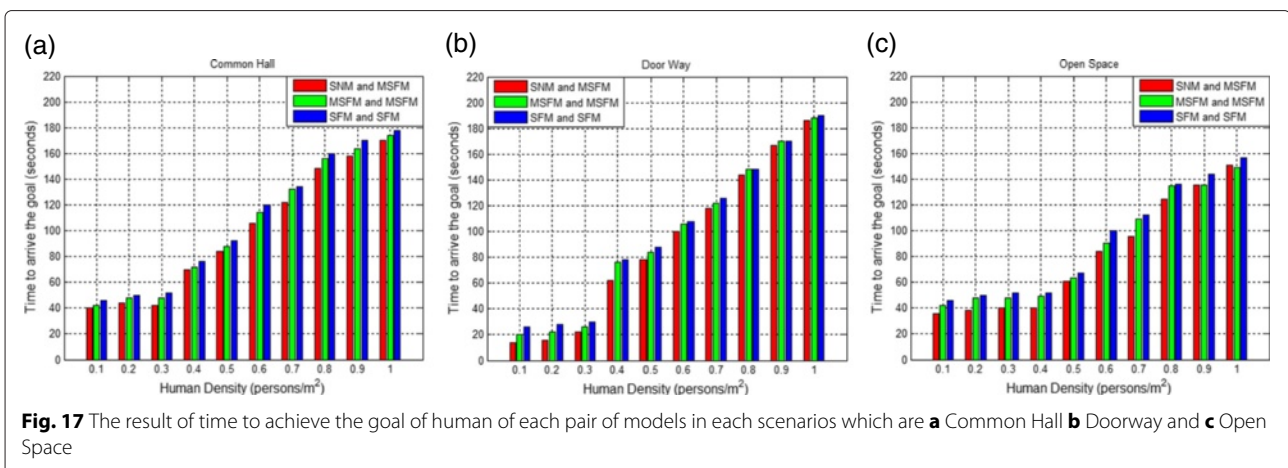 (a)
Common Hall
SNM and MSFM
MSFM and MSFM
SFM and SFM
Time to arrive the goal (seconds)
220
200
180
160
140
120
100
80
60
40
20
0
0.1 0.2 0.3 0.4 0.5 0.6 0.7 0.8 0.9 1
Human Density (persons/m²)
(b)
Door Way
SNM and MSFM
MSFM and MSFM
SFM and SFM
Time to arrive the goal (seconds)
220
200
180
160
140
120
100
80
60
40
20
0
0.1 0.2 0.3 0.4 0.5 0.6 0.7 0.8 0.9 1
Human Density (persons/m²)
(c)
Open Space
SNM and MSFM
MSFM and MSFM
SFM and SFM
Time to arrive the goal (seconds)
220
200
180
160
140
120
100
80
60
40
20
0
0.1 0.2 0.3 0.4 0.5 0.6 0.7 0.8 0.9 1
Human Density (persons/m²)
Fig. 17 The result of time to achieve the goal of human of each pair of models in each scenarios which are a Common Hall b Doorway and c Open
Space